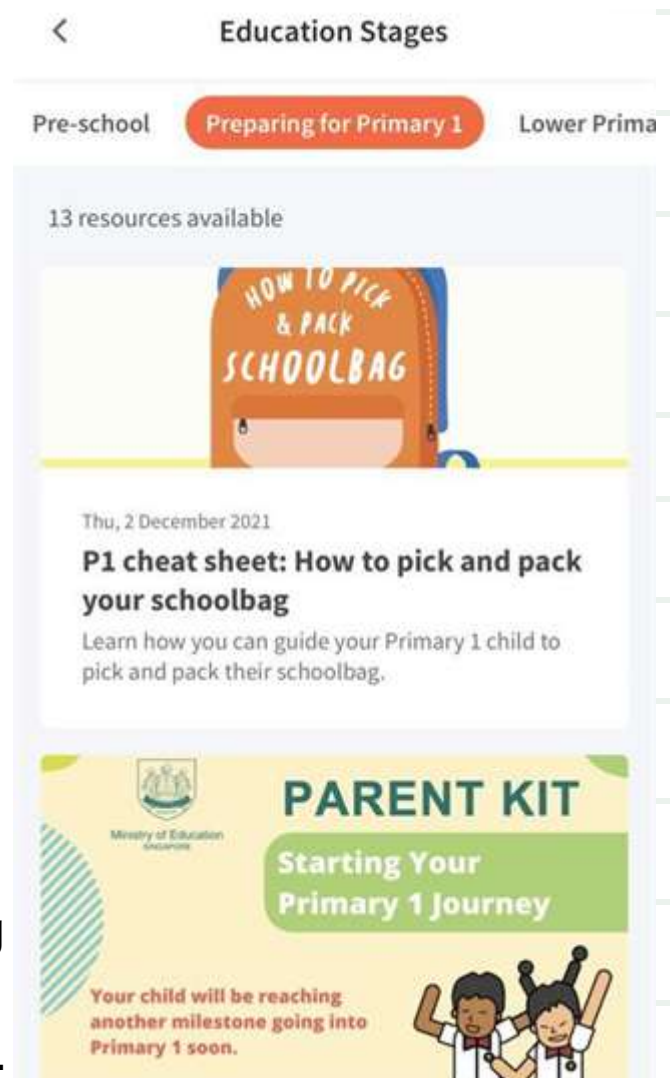 Education Stages
Pre-school Preparing for Primary 1 Lower Prima
13 resources available
HOW TO PICK
& PACK
SCHOOLBAG
Thu, 2 December 2021
P1 cheat sheet: How to pick and pack
your schoolbag
Learn how you can guide your Primary 1 child to
pick and pack their schoolbag.
Ministry of Education
SINGAPORE
PARENT KIT
Starting Your
Primary 1 Journey
Your child will be reaching
another milestone going into
Primary 1 soon.